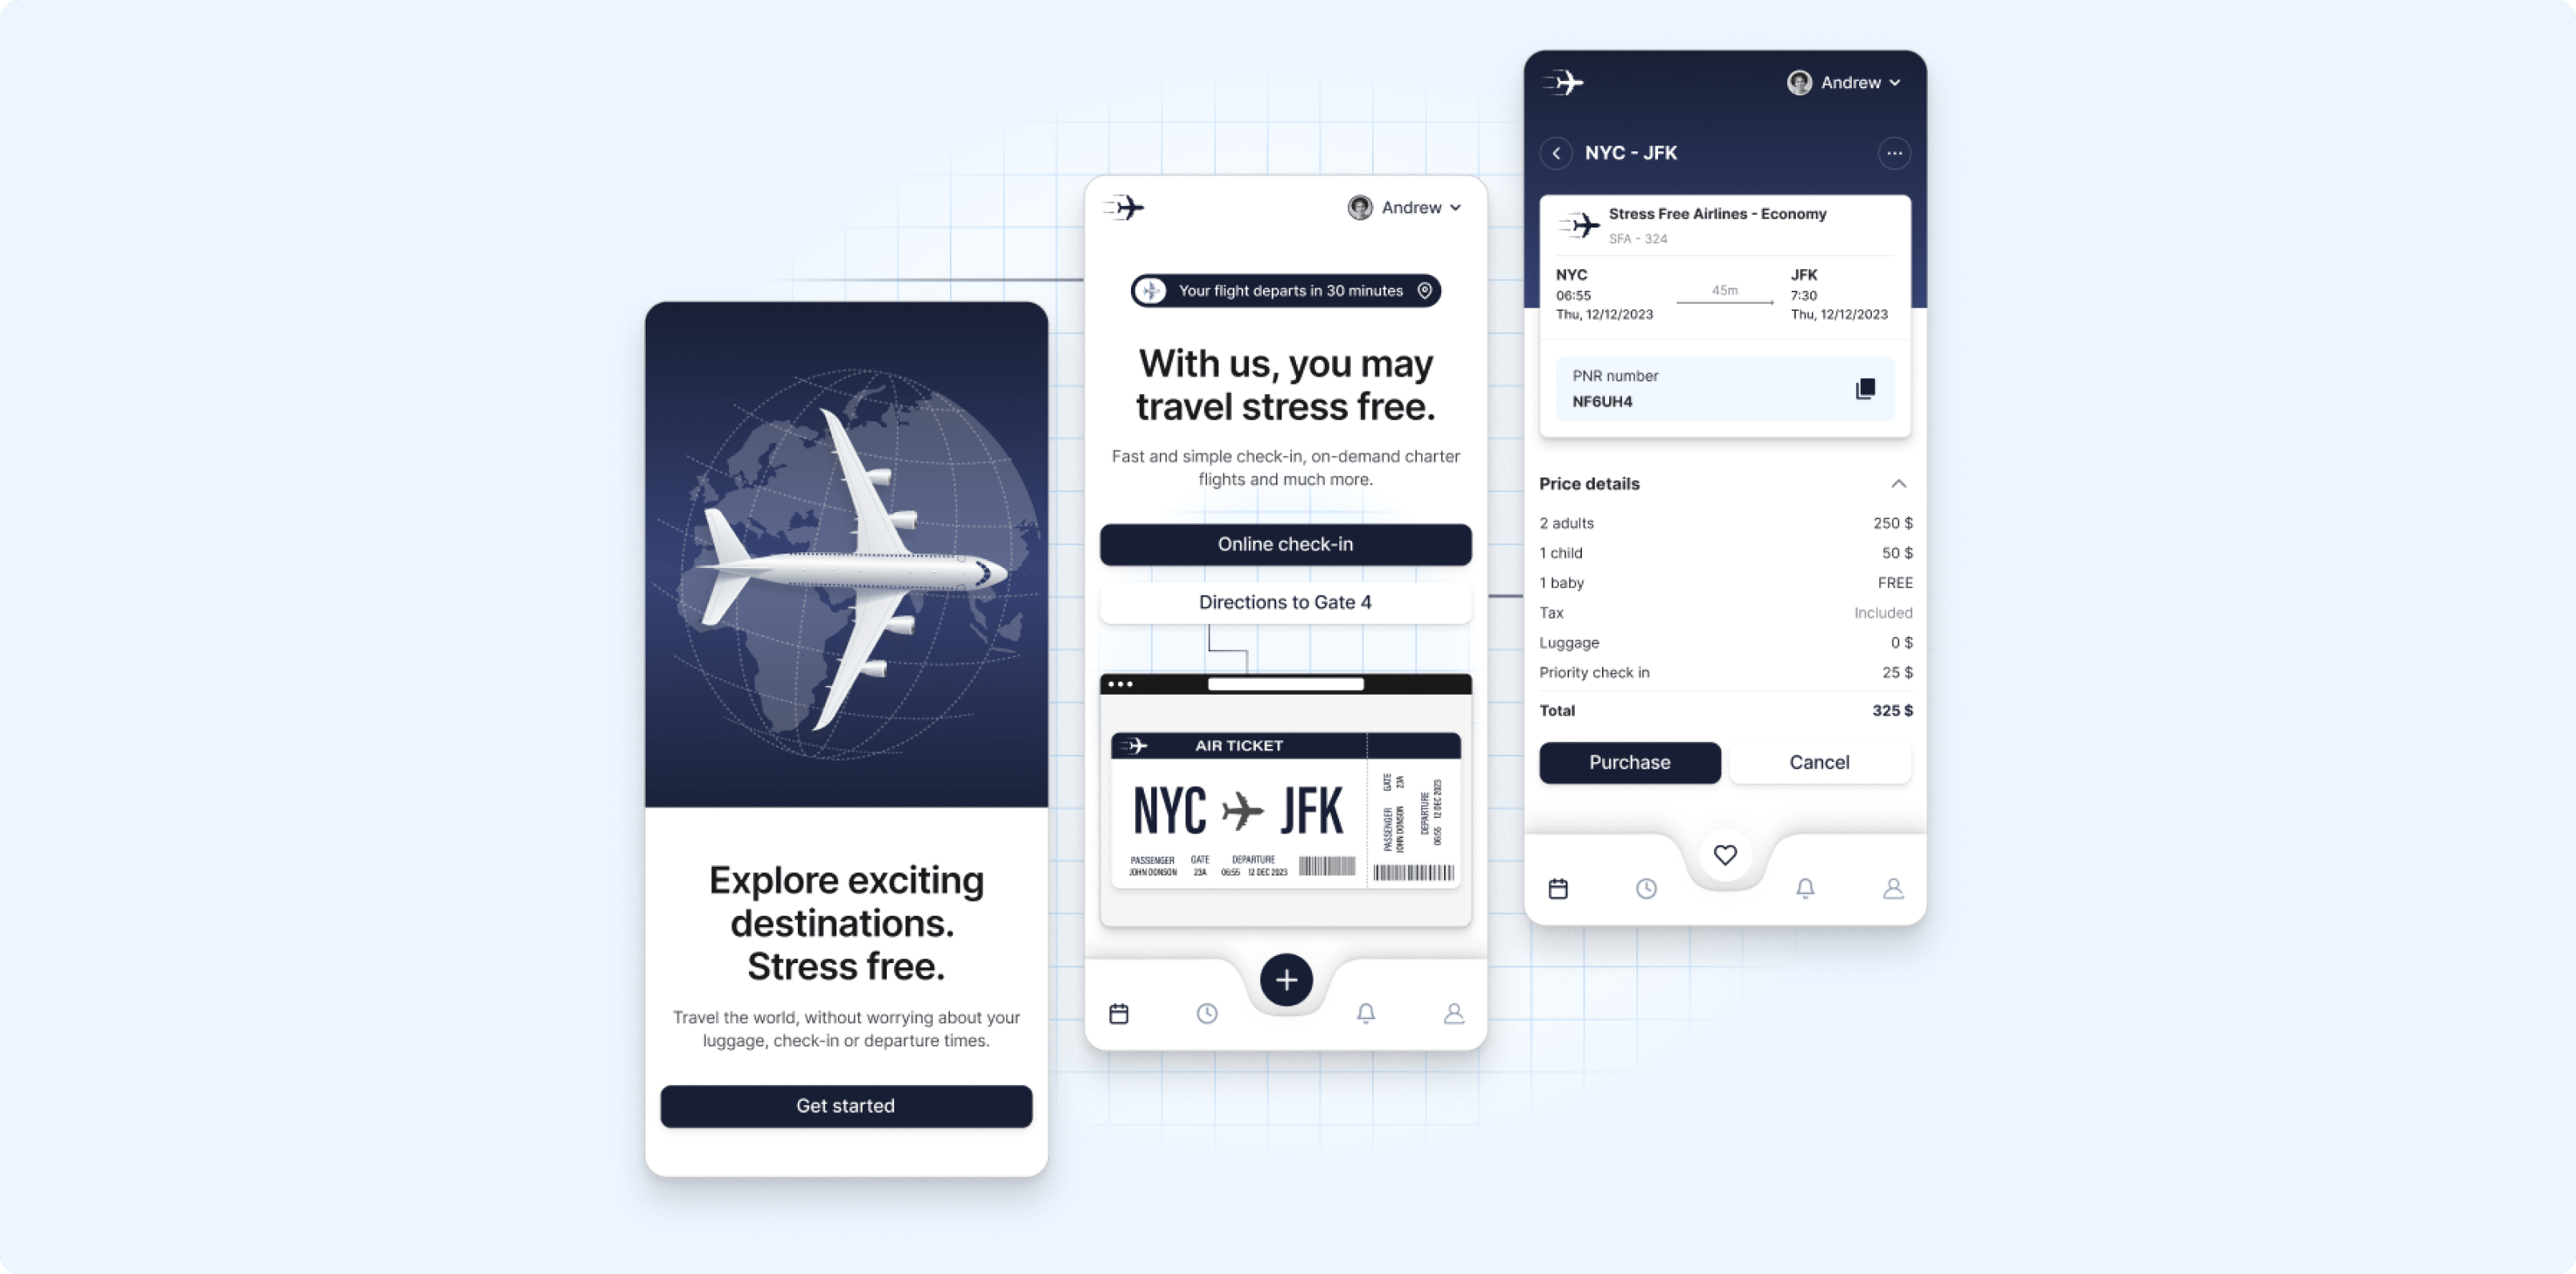 Explore exciting
destinations.
Stress free.
Travel the world, without worrying about your
luggage, check-in or departure times.
Get started
Andrew
Your flight departs in 30 minutes
With us, you may
travel stress free.
Fast and simple check-in, on-demand charter
flights and much more.
Online check-in
Directions to Gate 4
AIR TICKET
NYC JFK
PASSENGER GATE DEPARTURE
JOHN DONSON 23A 06:55 12 DEC 2023
PASSENGER GATE
JOHN DONSON 23A
DEPARTURE
06:55 12 DEC 2023
Andrew
NYC - JFK
Stress Free Airlines - Economy
SFA - 324
NYC JFK
06:55 45m 7:30
Thu, 12/12/2023 Thu, 12/12/2023
PNR number
NF6UH4
Price details
2 adults 250 $
1 child 50 $
1 baby FREE
Tax Included
Luggage 0 $
Priority check in 25 $
Total 325 $
Purchase Cancel